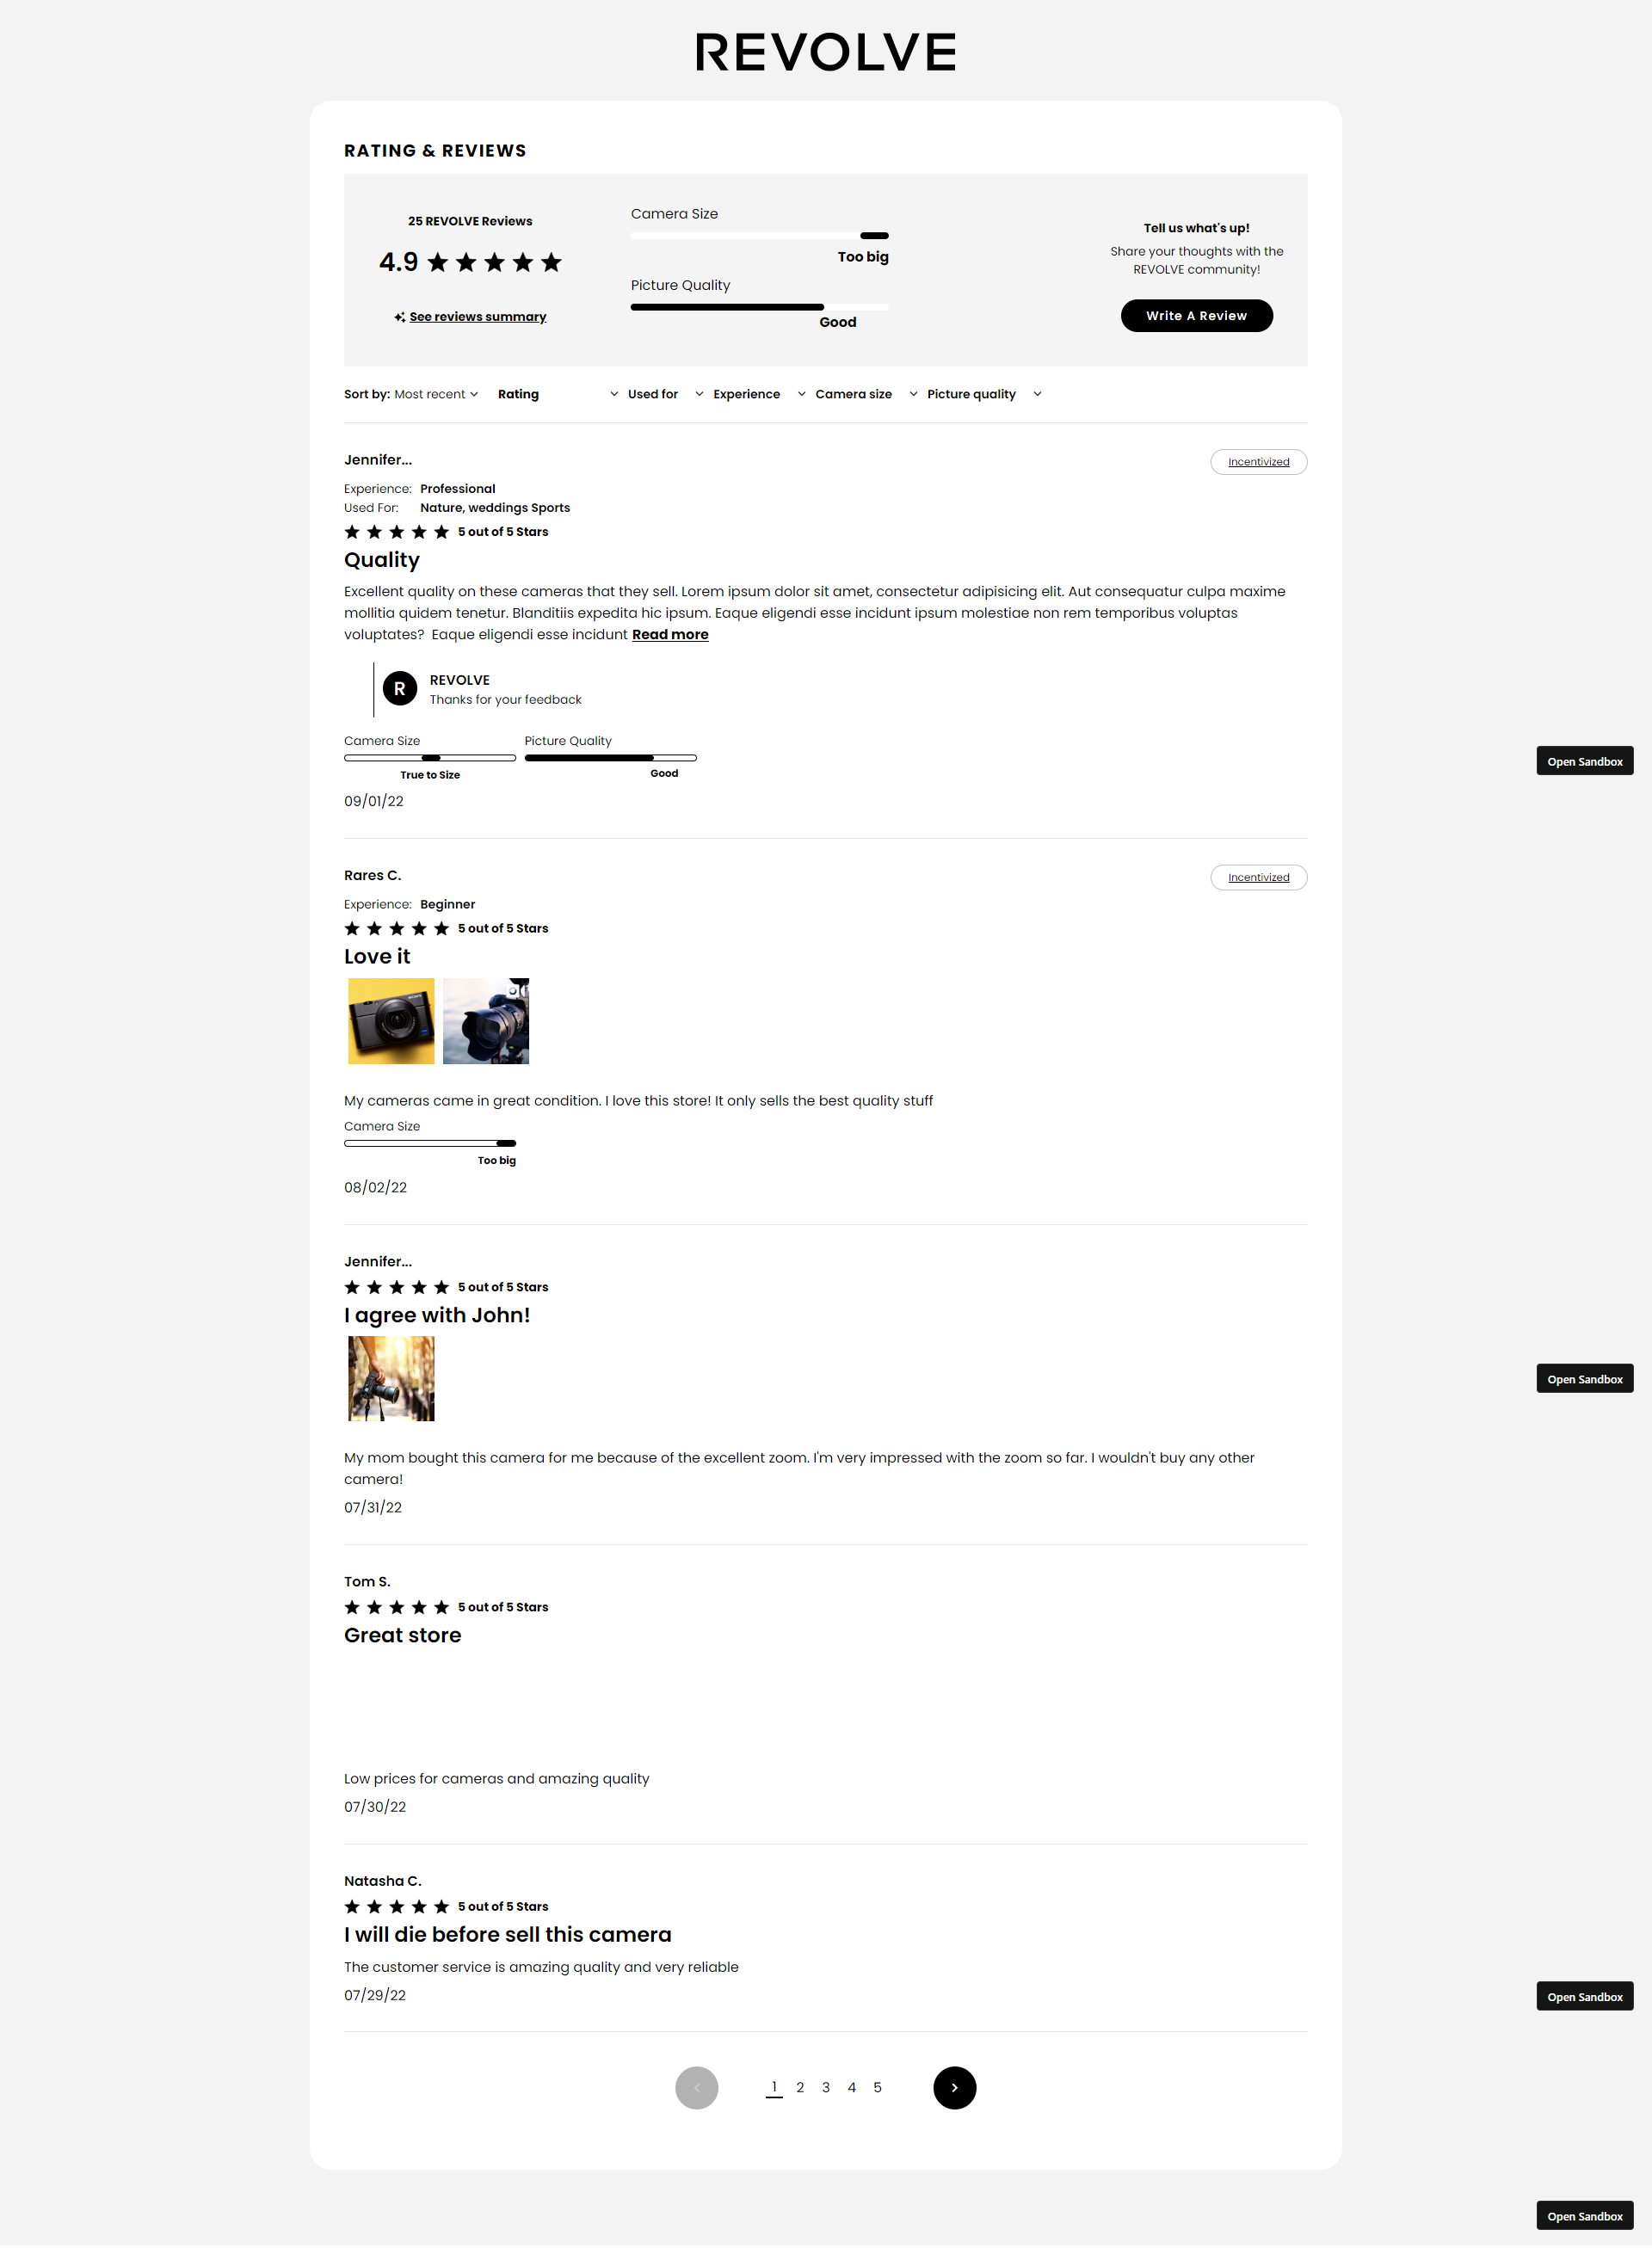 REVOLVE
RATING & REVIEWS
25 REVOLVE Reviews
4.9
See reviews summary
Camera Size
Too big
Picture Quality
Good
Tell us what's up!
Share your thoughts with the
REVOLVE community!
Write A Review
Sort by: Most recent Rating Used for Experience Camera size Picture quality
Jennifer...
Incentivized
Experience: Professional
Used For: Nature, weddings Sports
5 out of 5 Stars
Quality
Excellent quality on these cameras that they sell. Lorem ipsum dolor sit amet, consectetur adipisicing elit. Aut consequatur culpa maxime
mollitia quidem tenetur. Blanditiis expedita hic ipsum. Eaque eligendi esse incidunt ipsum molestiae non rem temporibus voluptas
voluptates? Eaque eligendi esse incidunt Read more
R
REVOLVE
Thanks for your feedback
Camera Size
True to Size
Picture Quality
Good
Open Sandbox
09/01/22
Rares C.
Incentivized
Experience: Beginner
5 out of 5 Stars
Love it
SONY
My cameras came in great condition. I love this store! It only sells the best quality stuff
Camera Size
Too big
08/02/22
Jennifer...
5 out of 5 Stars
I agree with John!
Open Sandbox
My mom bought this camera for me because of the excellent zoom. I'm very impressed with the zoom so far. I wouldn't buy any other
camera!
07/31/22
Tom S.
5 out of 5 Stars
Great store
Low prices for cameras and amazing quality
07/30/22
Natasha C.
5 out of 5 Stars
I will die before sell this camera
The customer service is amazing quality and very reliable
07/29/22
Open Sandbox
1 2 3 4 5
Open Sandbox